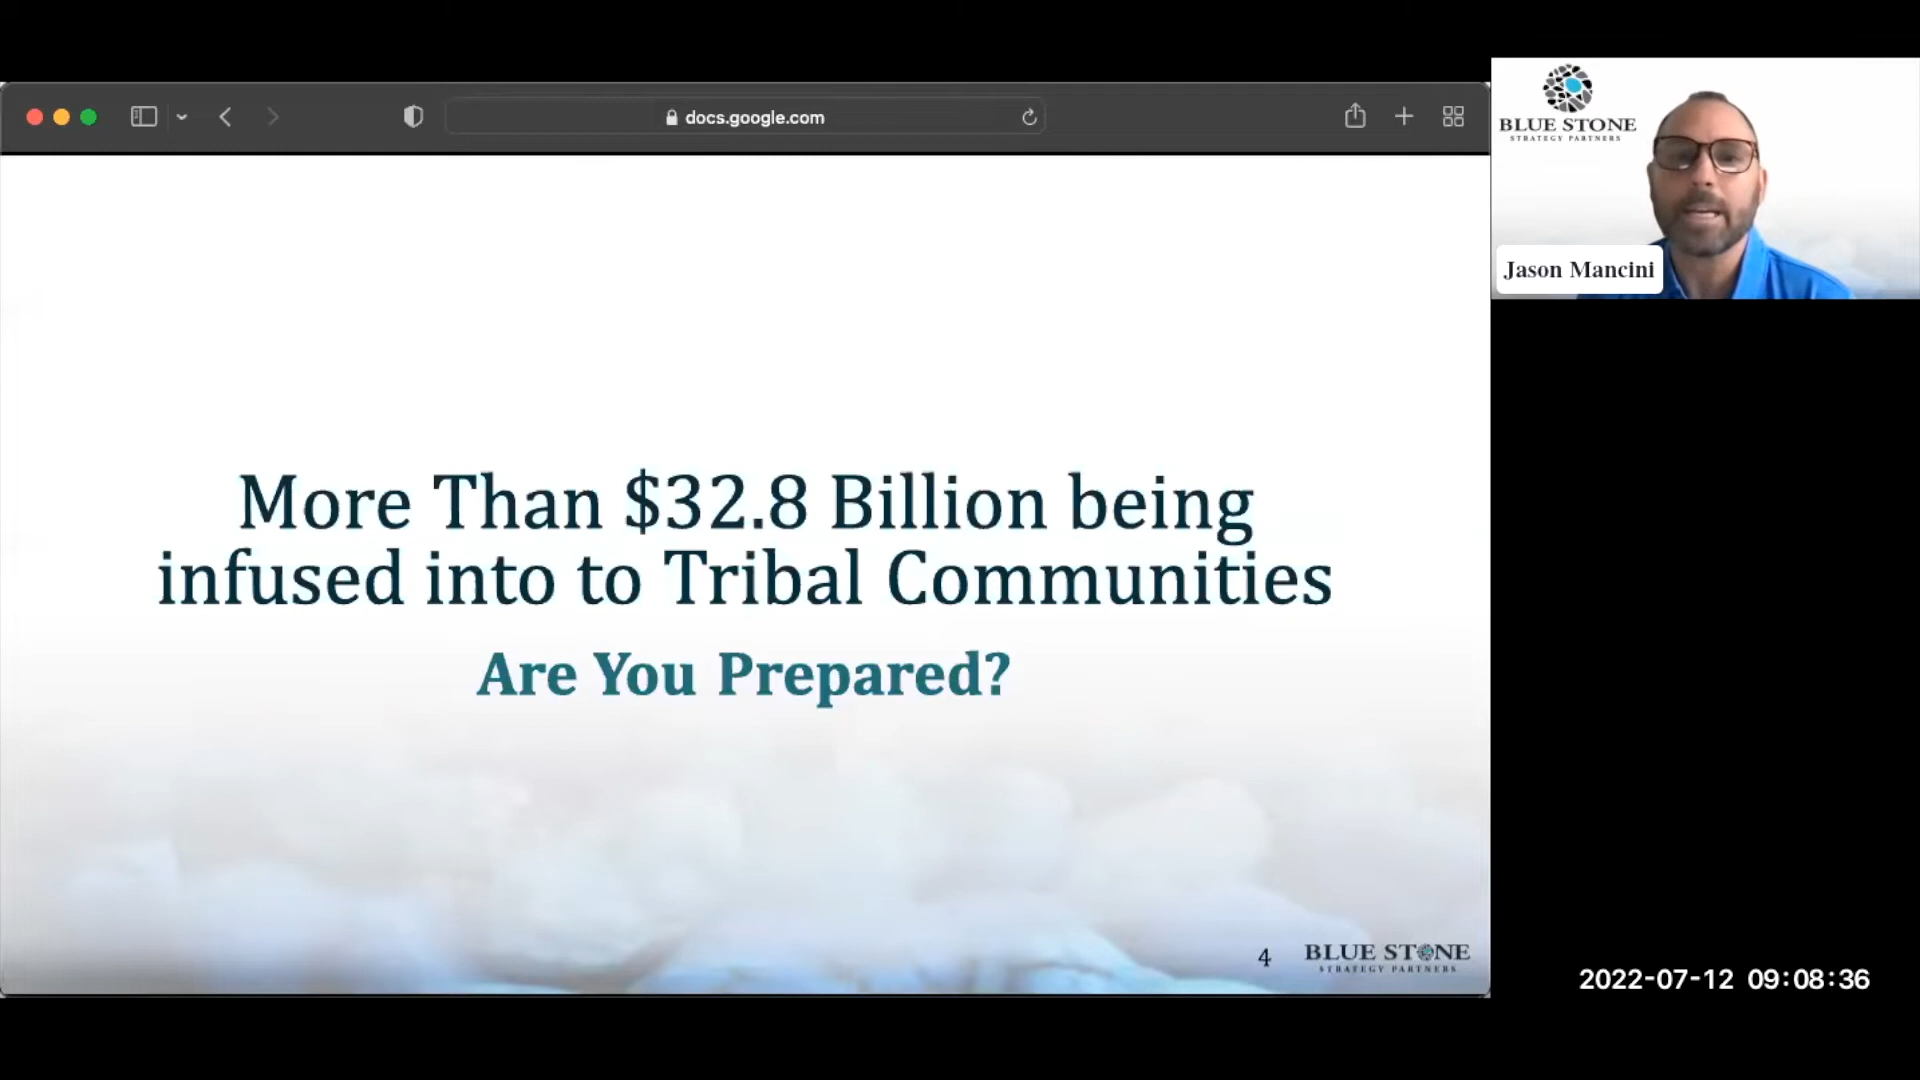 docs.google.com
BLUE STONE
STRATEGY PARTNERS
Jason Mancini
More Than $32.8 Billion being
infused into to Tribal Communities
Are You Prepared?
4
BLUE STONE
STRATEGY PARTNERS
2022-07-12 09:08:36